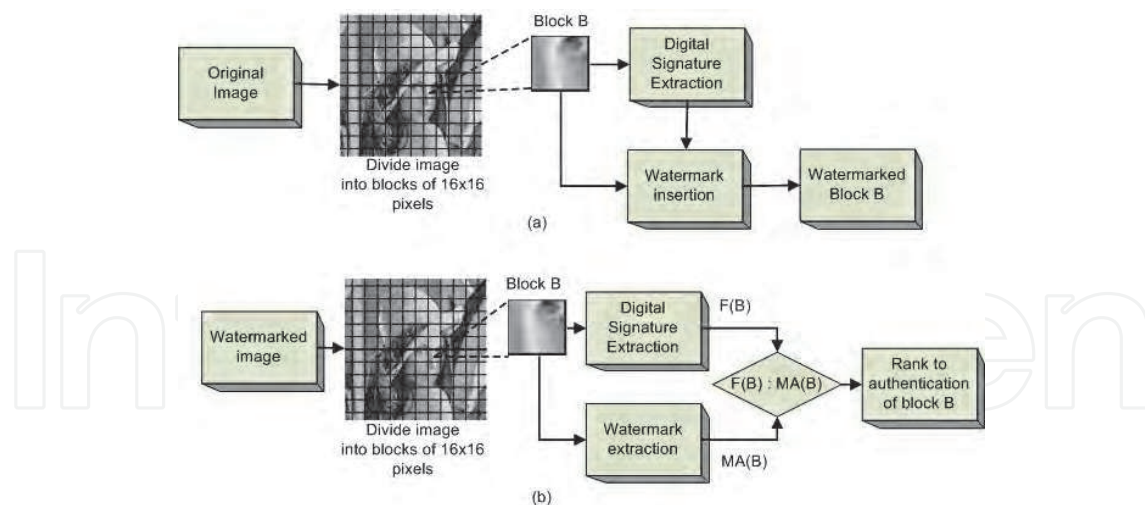 Block B
Original
Image
Digital
Signature
Extraction
Divide image
into blocks of 16x16
pixels
Watermark
insertion
Watermarked
Block B
(a)
Block B
Watermarked
image
Digital
Signature
Extraction
F(B)
F(B) : MA(B)
Rank to
authentication
of block B
Divide image
into blocks of 16x16
pixels
Watermark
extraction
MA(B)
(b)